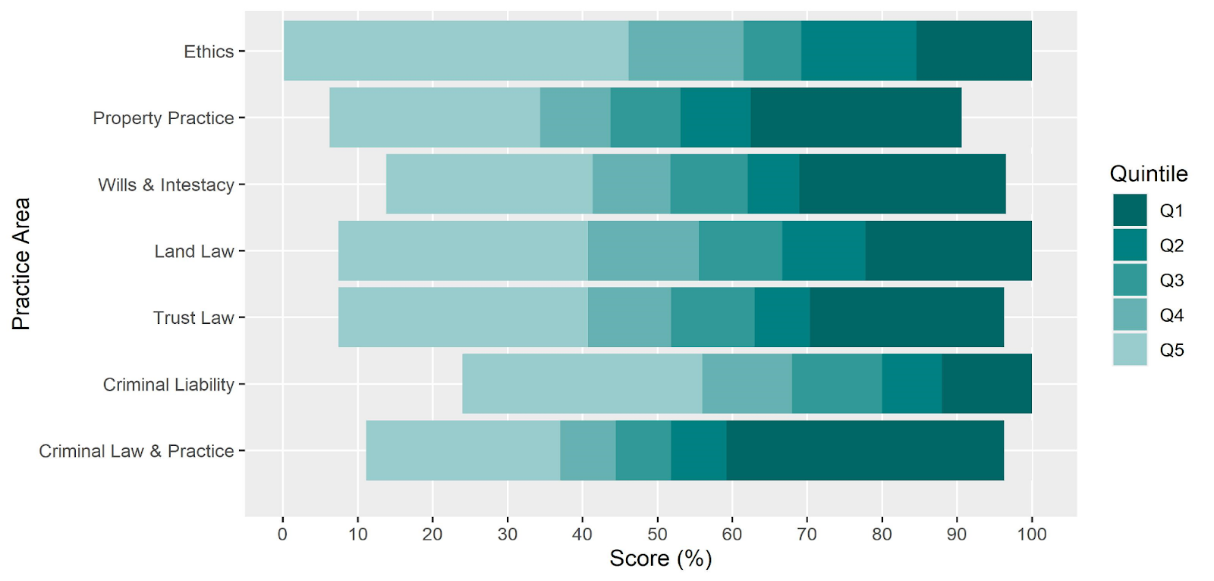 Practice Area
Ethics
Property Practice
Wills & Intestacy
Land Law
Trust Law
Criminal Liability
Criminal Law & Practice
0 10 20 30 40 50 60 70 80 90 100
Score (%)
Quintile
Q1
Q2
Q3
Q4
Q5